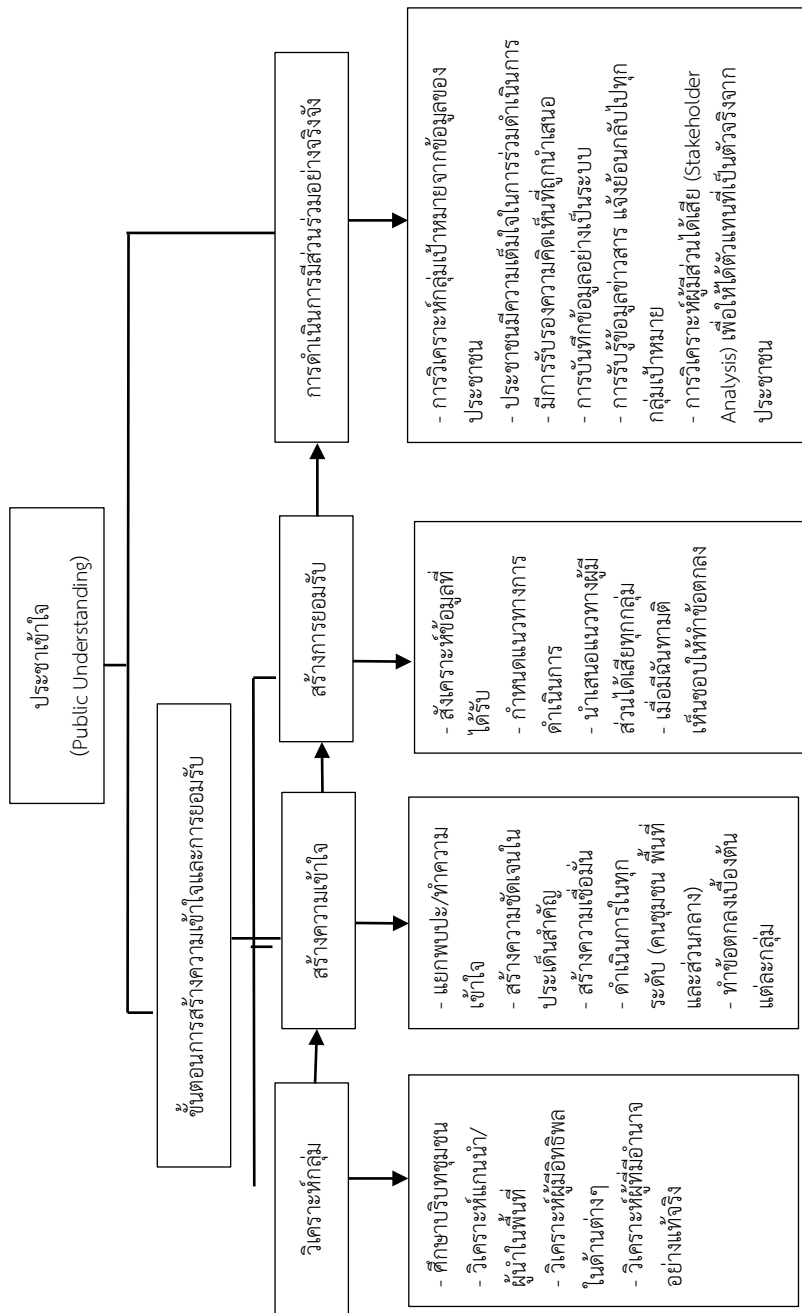 ประชาเข้าใจ
(Public Understanding)
ขั้นตอนการสร้างความเข้าใจและการยอมรับ
การดำเนินการมีส่วนร่วมอย่างจริงจัง
วิเคราะห์กลุ่ม
สร้างความเข้าใจ
สร้างการยอมรับ
- ศึกษาบริบทชุมชน
- วิเคราะห์แกนนำ/
ผู้นำในพื้นที่
- วิเคราะห์ผู้มีอิทธิพล
ในด้านต่างๆ
- วิเคราะห์ผู้ที่มีอำนาจ
อย่างแท้จริง
- แยกพบปะ/ทำความ
เข้าใจ
- สร้างความชัดเจนใน
ประเด็นสำคัญ
- สร้างความเชื่อมั่น
- ดำเนินการในทุก
ระดับ (คนชุมชน พื้นที่
และส่วนกลาง)
- ทำข้อตกลงเบื้องต้น
แต่ละกลุ่ม
- สังเคราะห์ข้อมูลที่
ได้รับ
- กำหนดแนวทางการ
ดำเนินการ
- นำเสนอแนวทางผู้มี
ส่วนได้เสียทุกกลุ่ม
- เมื่อมีฉันทามติ
เห็นชอบให้ทำข้อตกลง
- การวิเคราะห์กลุ่มเป้าหมายจากข้อมูลของ
ประชาชน
- ประชาชนมีความเต็มใจในการร่วมดำเนินการ
- มีการรับรองความคิดเห็นที่ถูกนำเสนอ
- การบันทึกข้อมูลอย่างเป็นระบบ
- การรับรู้ข้อมูลข่าวสาร แจ้งย้อนกลับไปทุก
กลุ่มเป้าหมาย
- การวิเคราะห์ผู้มีส่วนได้เสีย (Stakeholder
Analysis) เพื่อให้ได้ตัวแทนที่เป็นตัวจริงจาก
ประชาชน